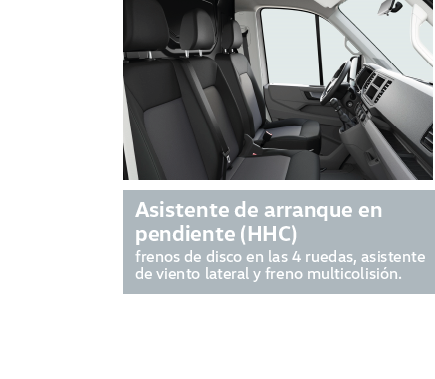 Asistente de arranque en
pendiente (HHC)
frenos de disco en las 4 ruedas, asistente
de viento lateral y freno multicolisión.